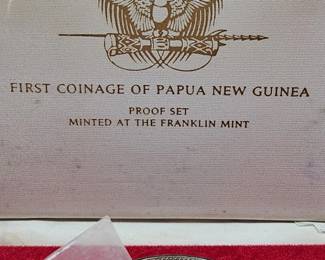 FIRST COINAGE OF PAPUA NEW GUINEA
PROOF SET
MINTED AT THE FRANKLIN MINT